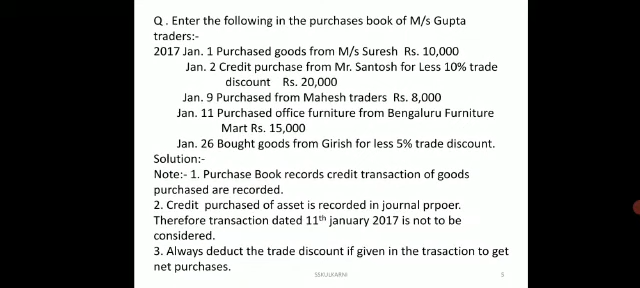 Q . Enter the following in the purchases book of M/s Gupta
traders:-
2017 Jan. 1 Purchased goods from M/s Suresh Rs. 10,000
Jan. 2 Credit purchase from Mr. Santosh for Less 10% trade
discount Rs. 20,000
Jan. 9 Purchased from Mahesh traders Rs. 8,000
Jan. 11 Purchased office furniture from Bengaluru Furniture
Mart Rs. 15,000
Jan. 26 Bought goods from Girish for less 5% trade discount.
Solution:-
Note:- 1. Purchase Book records credit transaction of goods
purchased are recorded.
2. Credit purchased of asset is recorded in journal prpoer.
Therefore transaction dated 11th january 2017 is not to be
considered.
3. Always deduct the trade discount if given in the trasaction to get
net purchases.
SSKULKARNI 5